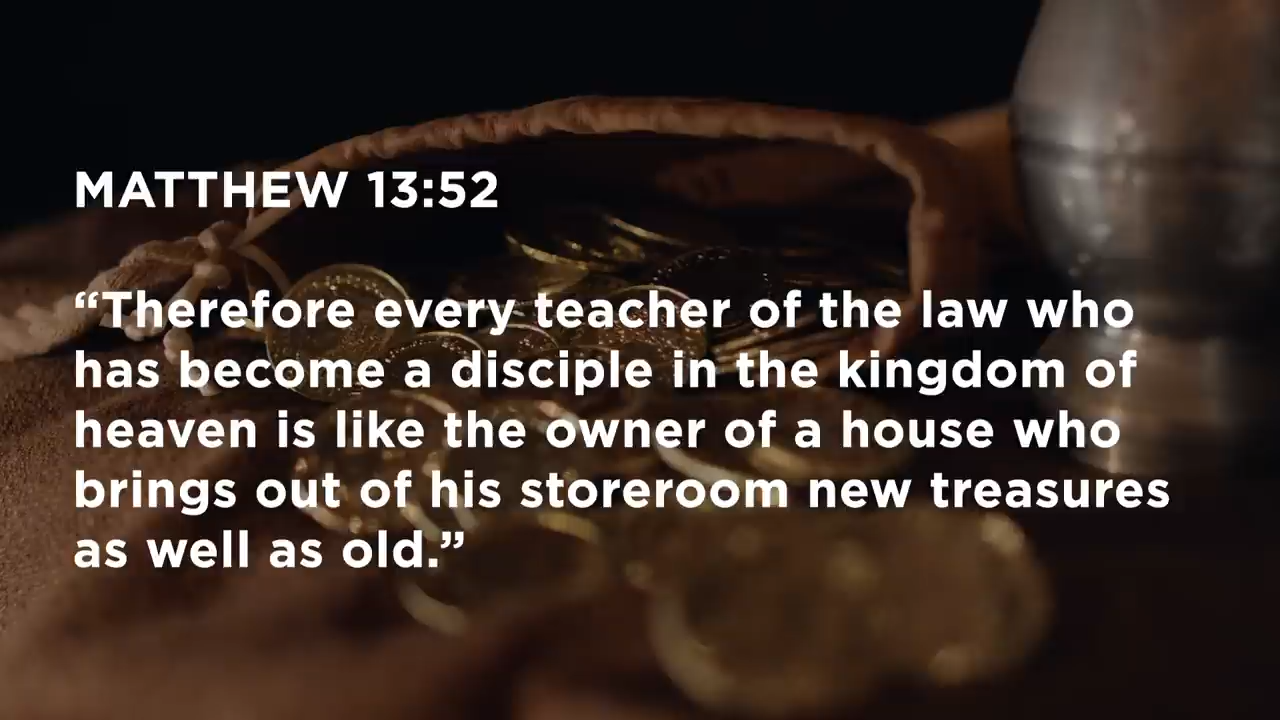 MATTHEW 13:52
“Therefore every teacher of the law who
has become a disciple in the kingdom of
heaven is like the owner of a house who
brings out of his storeroom new treasures
as well as old.”